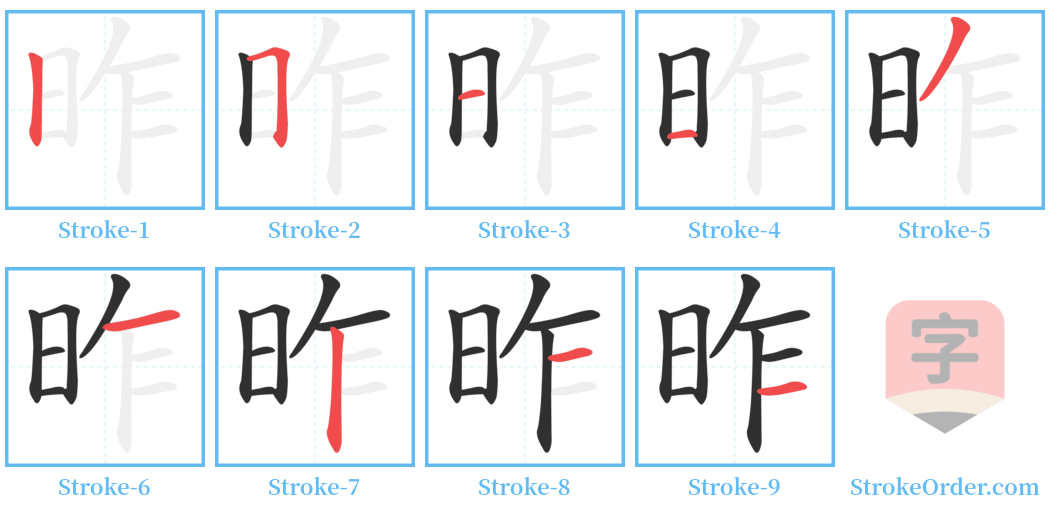 昨 昨 昨 昨 昨
Stroke-1 Stroke-2 Stroke-3 Stroke-4 Stroke-5
昨 昨 昨 昨 字
Stroke-6 Stroke-7 Stroke-8 Stroke-9 StrokeOrder.com